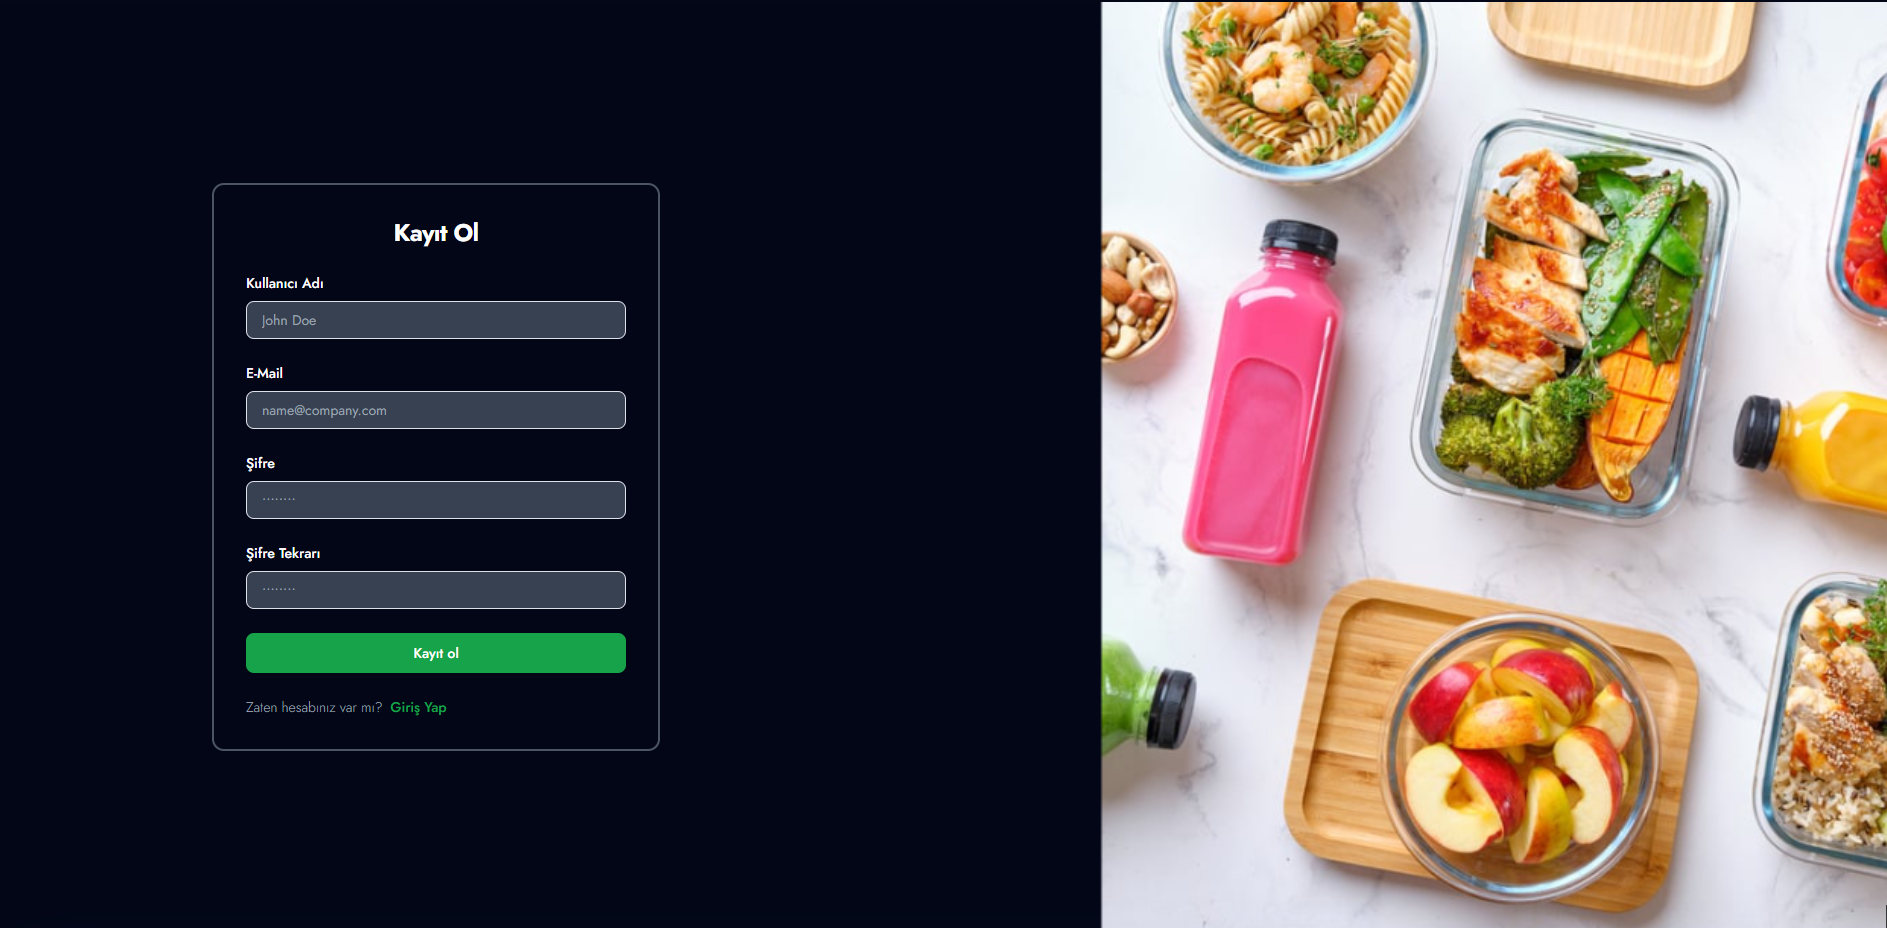 Kayıt Ol
Kullanıcı Adı
John Doe
E-Mail
name@company.com
Şifre
········
Şifre Tekrarı
········
Kayıt ol
Zaten hesabınız var mı? Giriş Yap